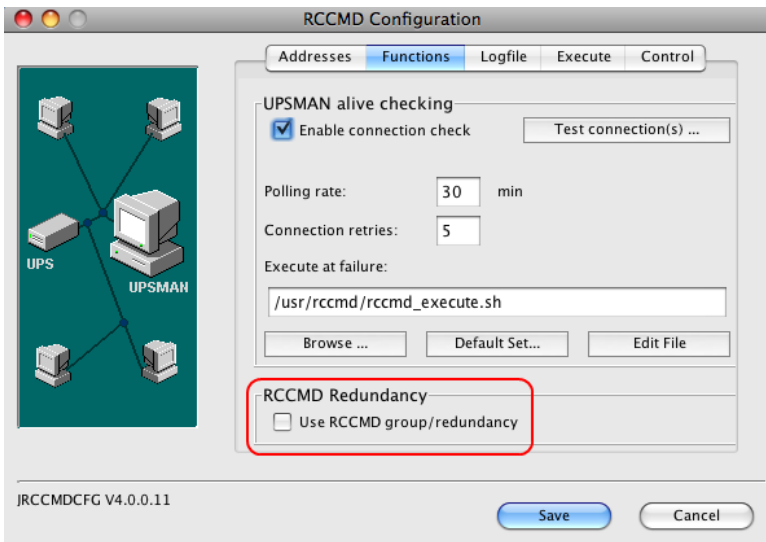 RCCMD Configuration
Addresses Functions Logfile Execute Control
UPSMAN alive checking
Enable connection check Test connection(s) ...
Polling rate: 30 min
Connection retries: 5
Execute at failure:
/usr/rccmd/rccmd_execute.sh
Browse ... Default Set... Edit File
RCCMD Redundancy
Use RCCMD group/redundancy
UPS
UPSMAN
JRCCMDCFG V4.0.0.11
Save Cancel